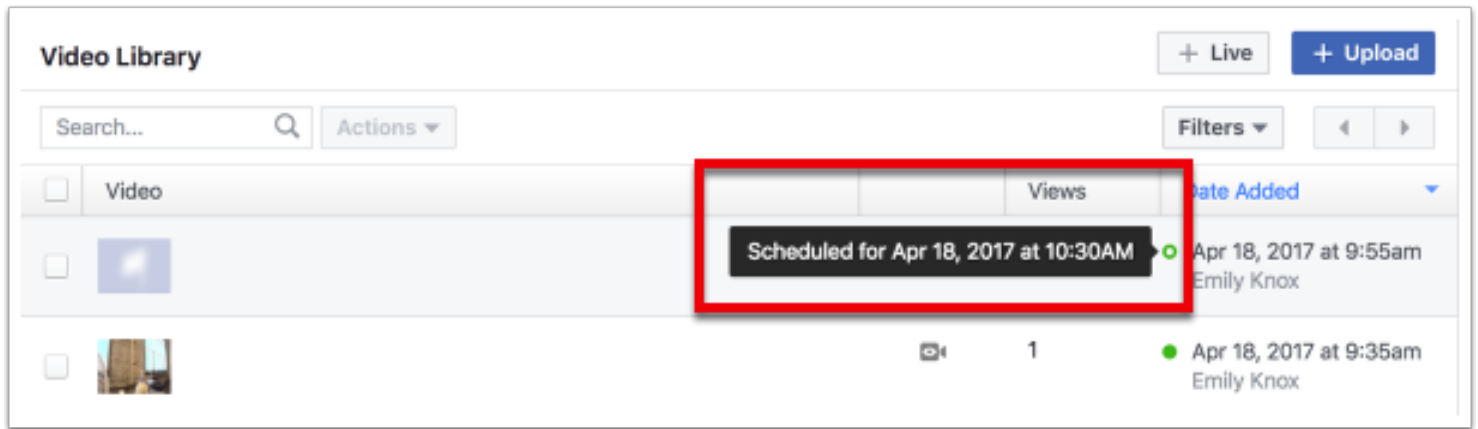 Video Library
+ Live
+ Upload
Search...
Actions
Filters
Video
Views
Date Added
Scheduled for Apr 18, 2017 at 10:30AM
Apr 18, 2017 at 9:55am
Emily Knox
1
Apr 18, 2017 at 9:35am
Emily Knox